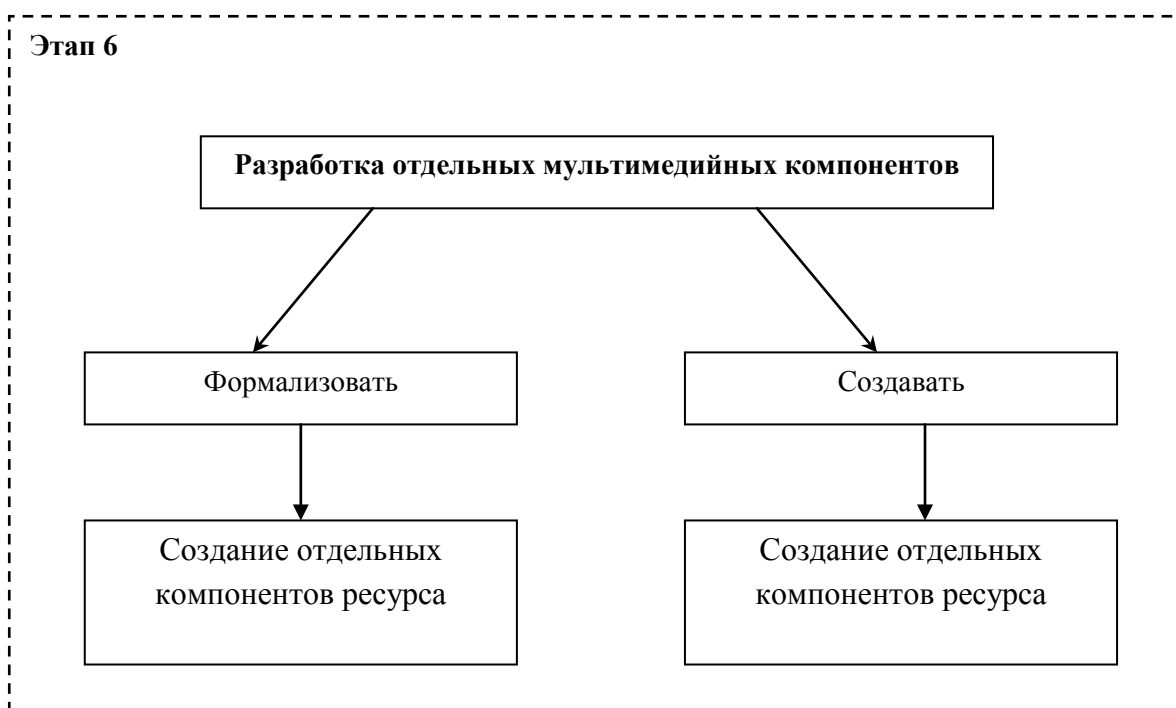 Этап 6
Разработка отдельных мультимедийных компонентов
Формализовать
Создавать
Создание отдельных
компонентов ресурса
Создание отдельных
компонентов ресурса